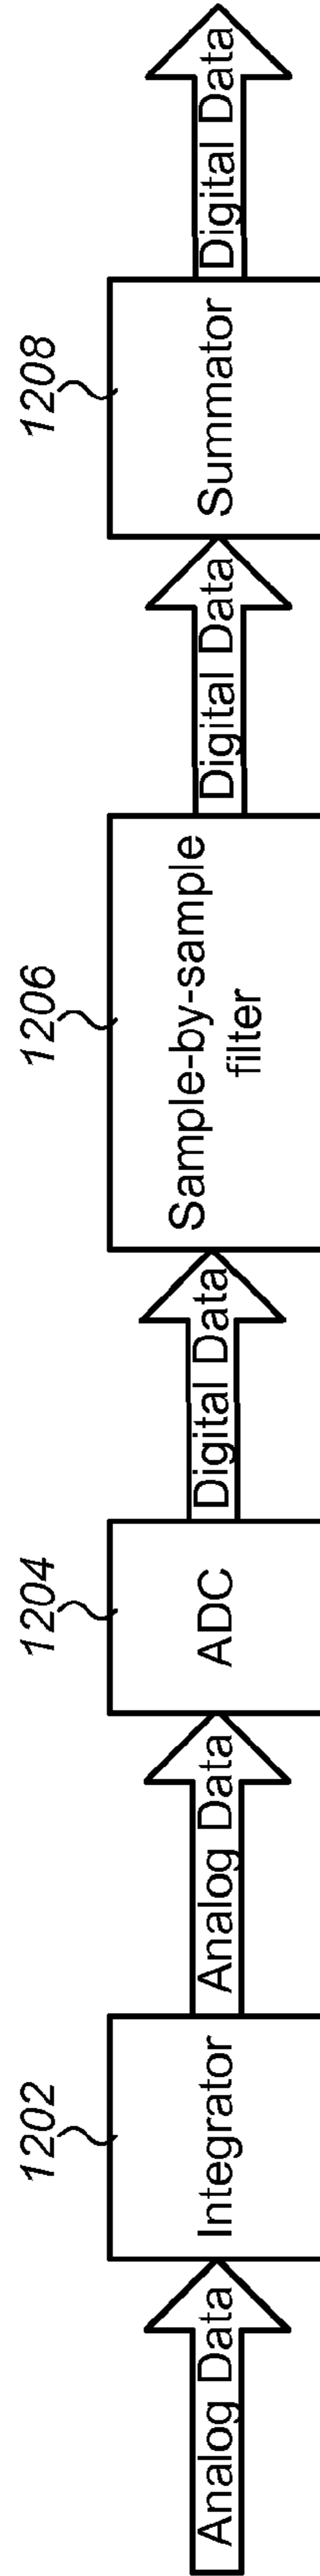 1202
1204
1206
1208
Analog Data
Integrator
Analog Data
ADC
Digital Data
Sample-by-sample
filter
Digital Data
Summator
Digital Data